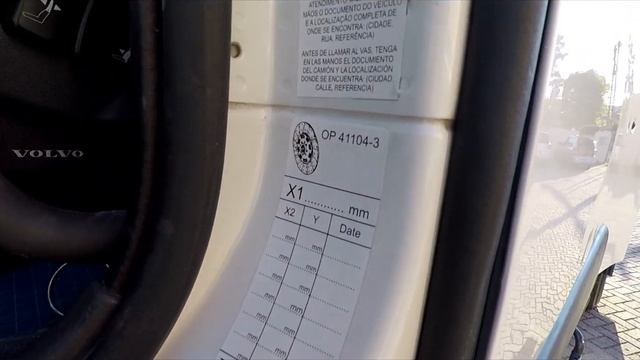 ATENDIMENTO
MÃOS O DOCUMENTO DO VEÍCULO
E A LOCALIZAÇÃO COMPLETA DE
ONDE SE ENCONTRA: (CIDADE,
RUA, REFERÊNCIA)
ANTES DE LLAMAR AL VAS, TENGA
EN LAS MANOS EL DOCUMENTO
DEL CAMIÓN Y LA LOCALIZACIÓN
DONDE SE ENCUENTRA: (CIUDAD,
CALLE, REFERENCIA)
VOLVO
OP 41104-3
X1............ mm
X2 Y Date
mm mm
mm mm
mm mm
mm mm
mm mm
mm